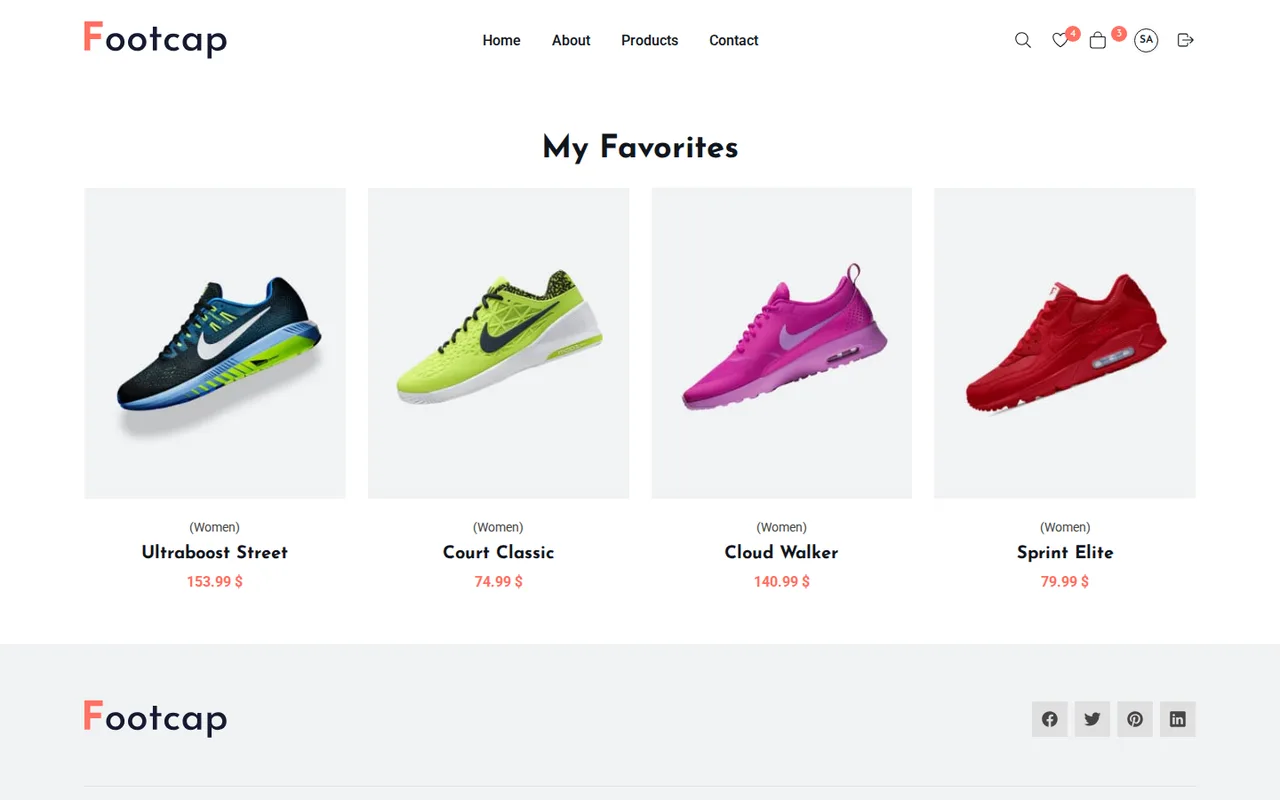 Footcap
Home About Products Contact
4 3 SA
My Favorites
(Women) (Women) (Women) (Women)
Ultraboost Street Court Classic Cloud Walker Sprint Elite
153.99 $ 74.99 $ 140.99 $ 79.99 $
Footcap